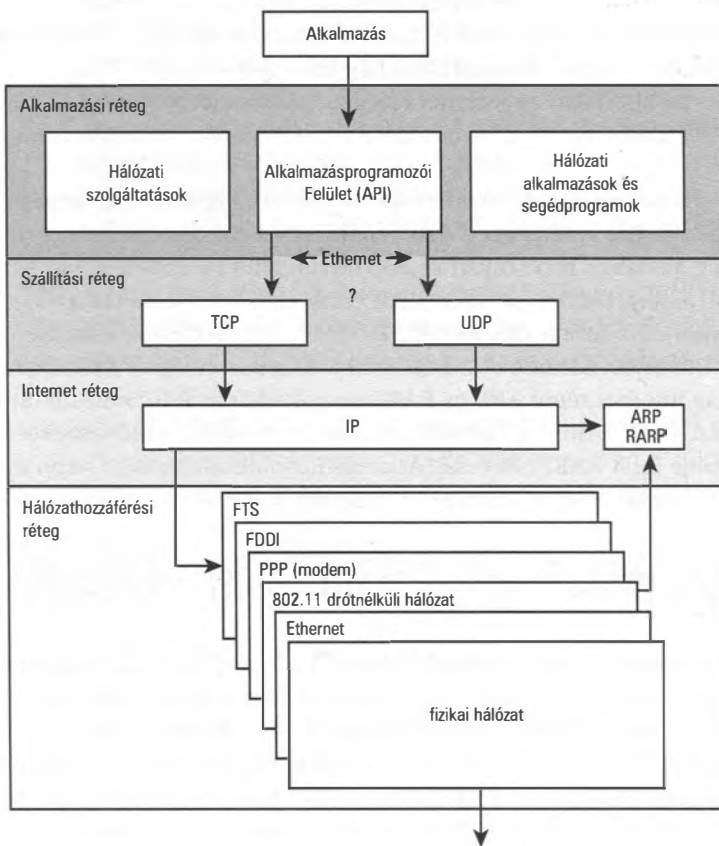 Alkalmazás
Alkalmazási réteg
Hálózati
szolgáltatások
Alkalmazásprogramozói
Felület (API)
Hálózati
alkalmazások és
segédprogramok
Ethemet
Szállítási réteg
?
TCP
UDP
Internet réteg
IP
ARP
RARP
Hálózathozzáférési
réteg
FTS
FDDI
PPP (modem)
802.11 drótnélküli hálózat
Ethernet
fizikai hálózat